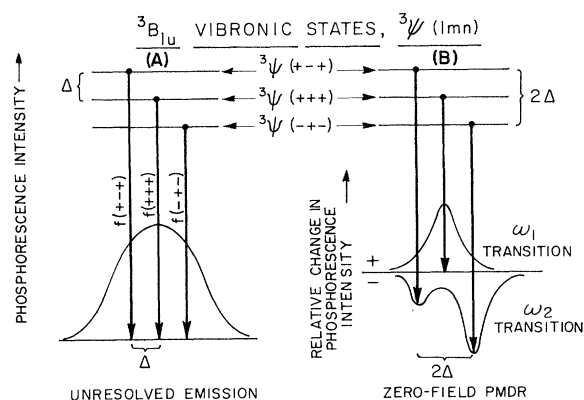 ³B₁ᵤ VIBRONIC STATES, ³Ψ (lmn)
(A) (B)
Δ
³Ψ (+-+)
³Ψ (+++)
³Ψ (-+-)
2Δ
PHOSPHORESCENCE INTENSITY
f(+-+)
f(+++)
f(-+-)
Δ
UNRESOLVED EMISSION
RELATIVE CHANGE IN
PHOSPHORESCENCE
INTENSITY
+
−
ω₁
TRANSITION
ω₂
TRANSITION
2Δ
ZERO-FIELD PMDR